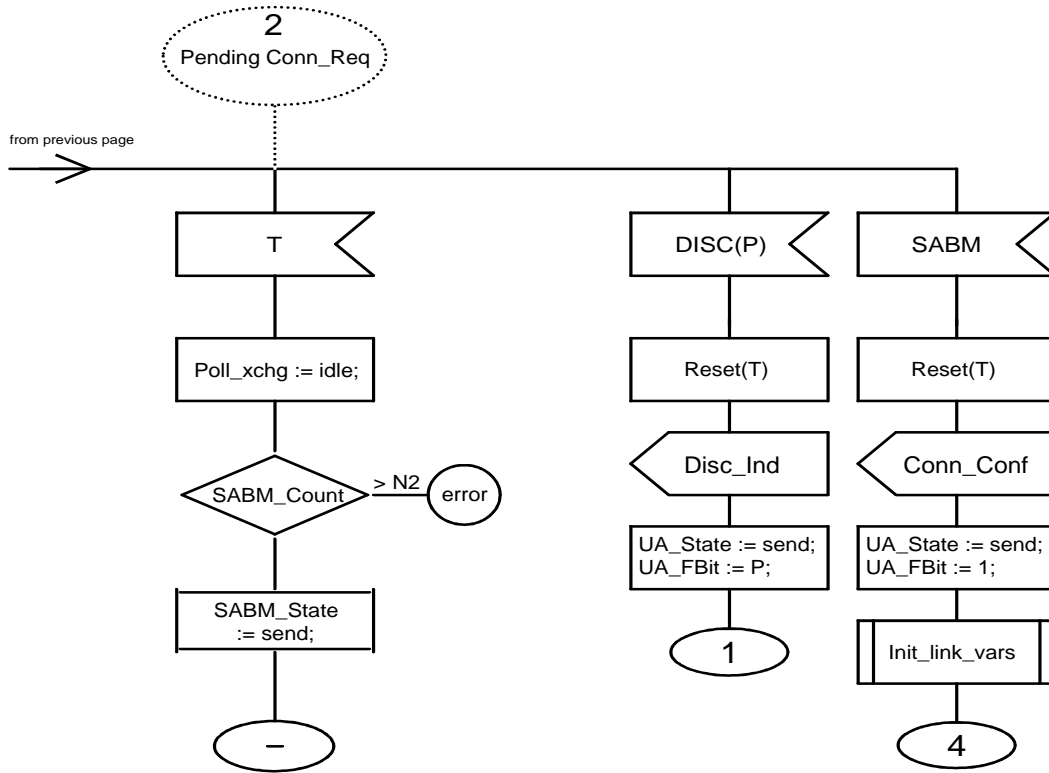 2
Pending Conn_Req
from previous page
T
DISC(P)
SABM
Poll_xchg := idle;
Reset(T)
Reset(T)
SABM_Count
> N2
error
Disc_Ind
Conn_Conf
UA_State := send;
UA_FBit := P;
UA_State := send;
UA_FBit := 1;
SABM_State
:= send;
1
Init_link_vars
–
4